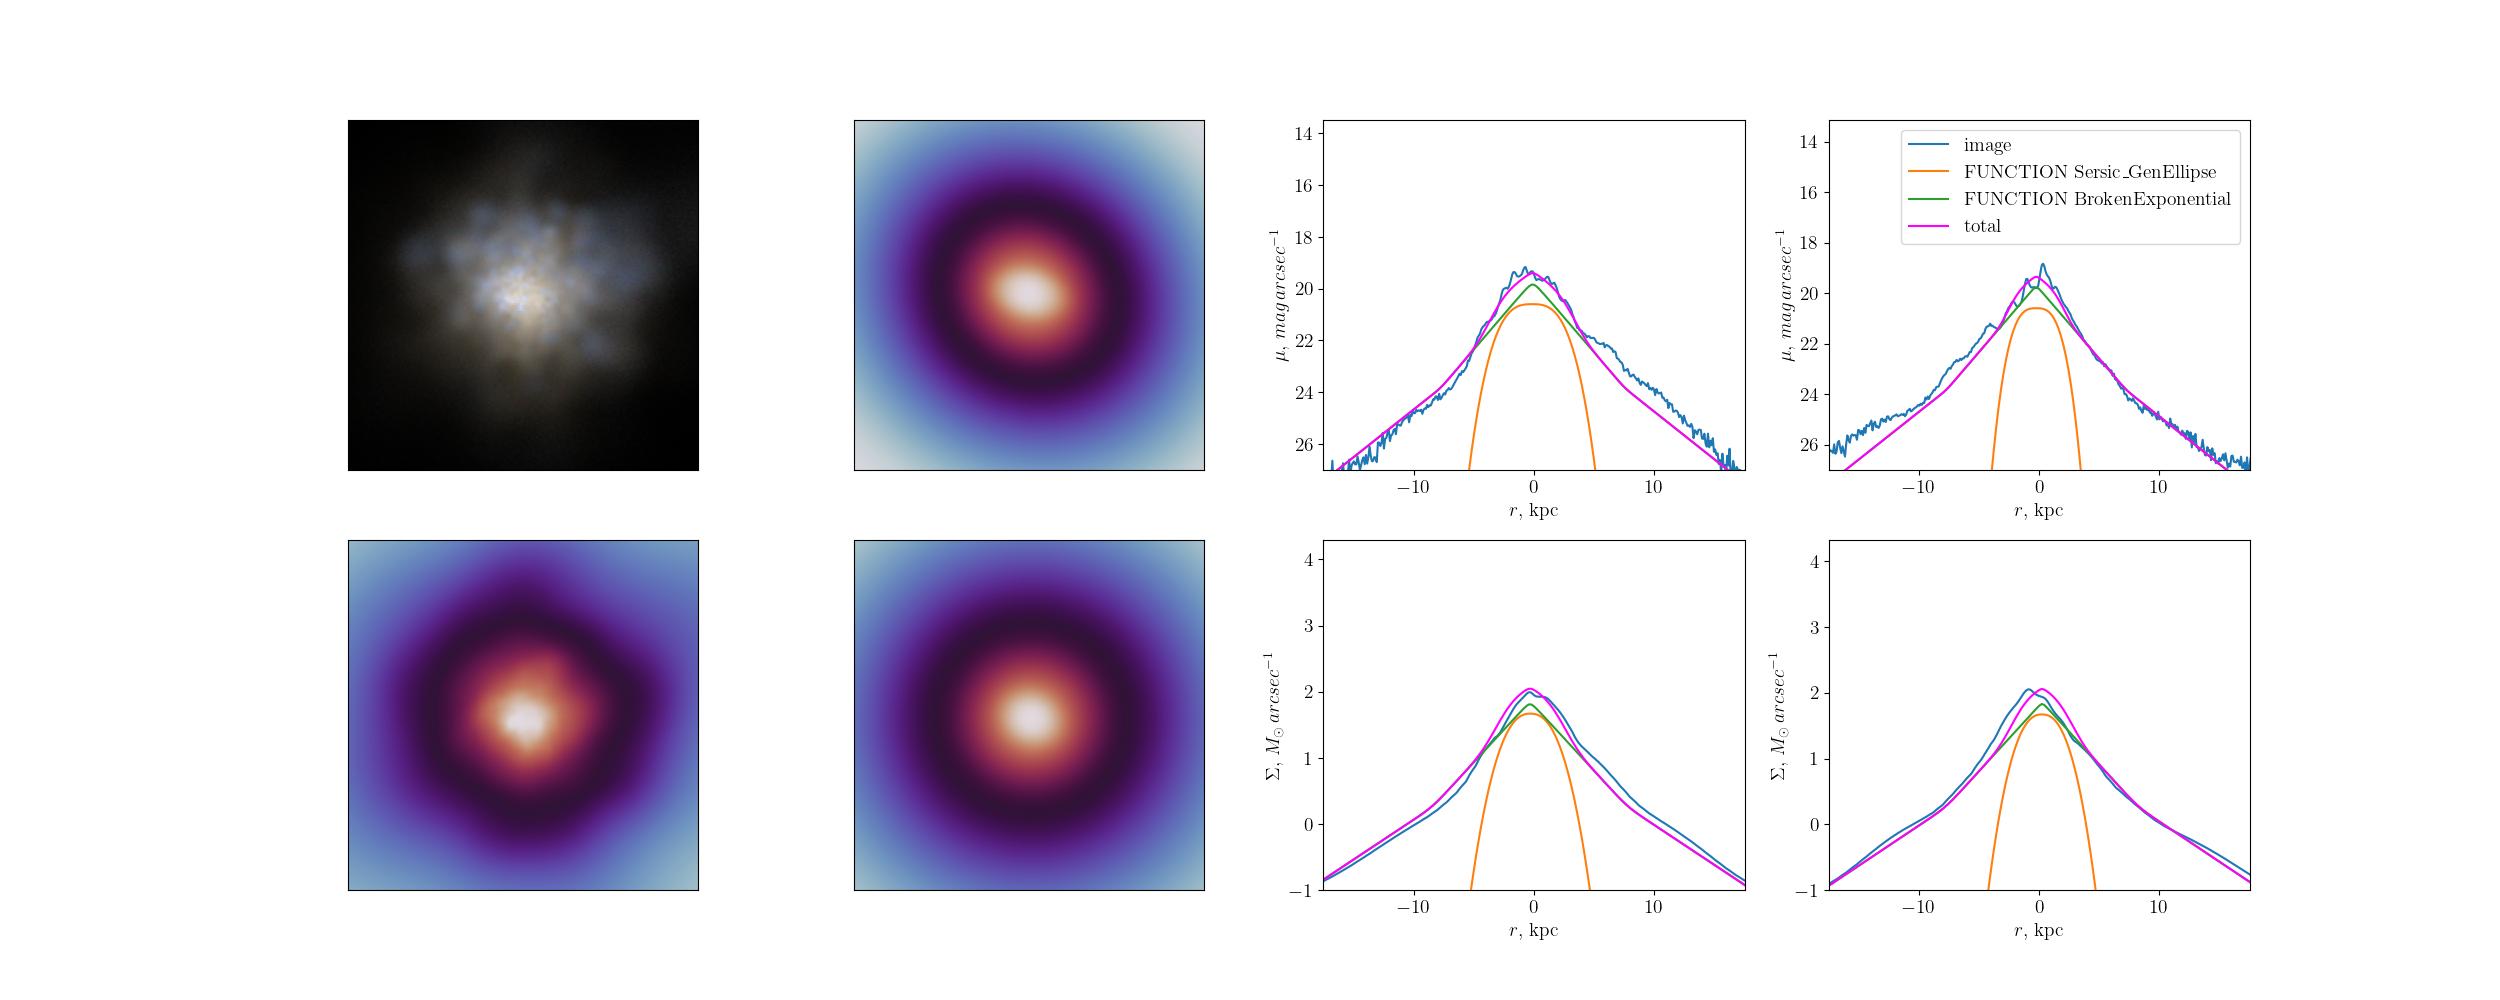 14
16
18
20
22
24
26
μ, mag arcsec⁻¹
−10 0 10
r, kpc
14
16
18
20
22
24
26
μ, mag arcsec⁻¹
−10 0 10
r, kpc
image
FUNCTION Sersic_GenEllipse
FUNCTION BrokenExponential
total
4
3
2
1
0
−1
Σ, M⊙ arcsec⁻¹
−10 0 10
r, kpc
4
3
2
1
0
−1
Σ, M⊙ arcsec⁻¹
−10 0 10
r, kpc